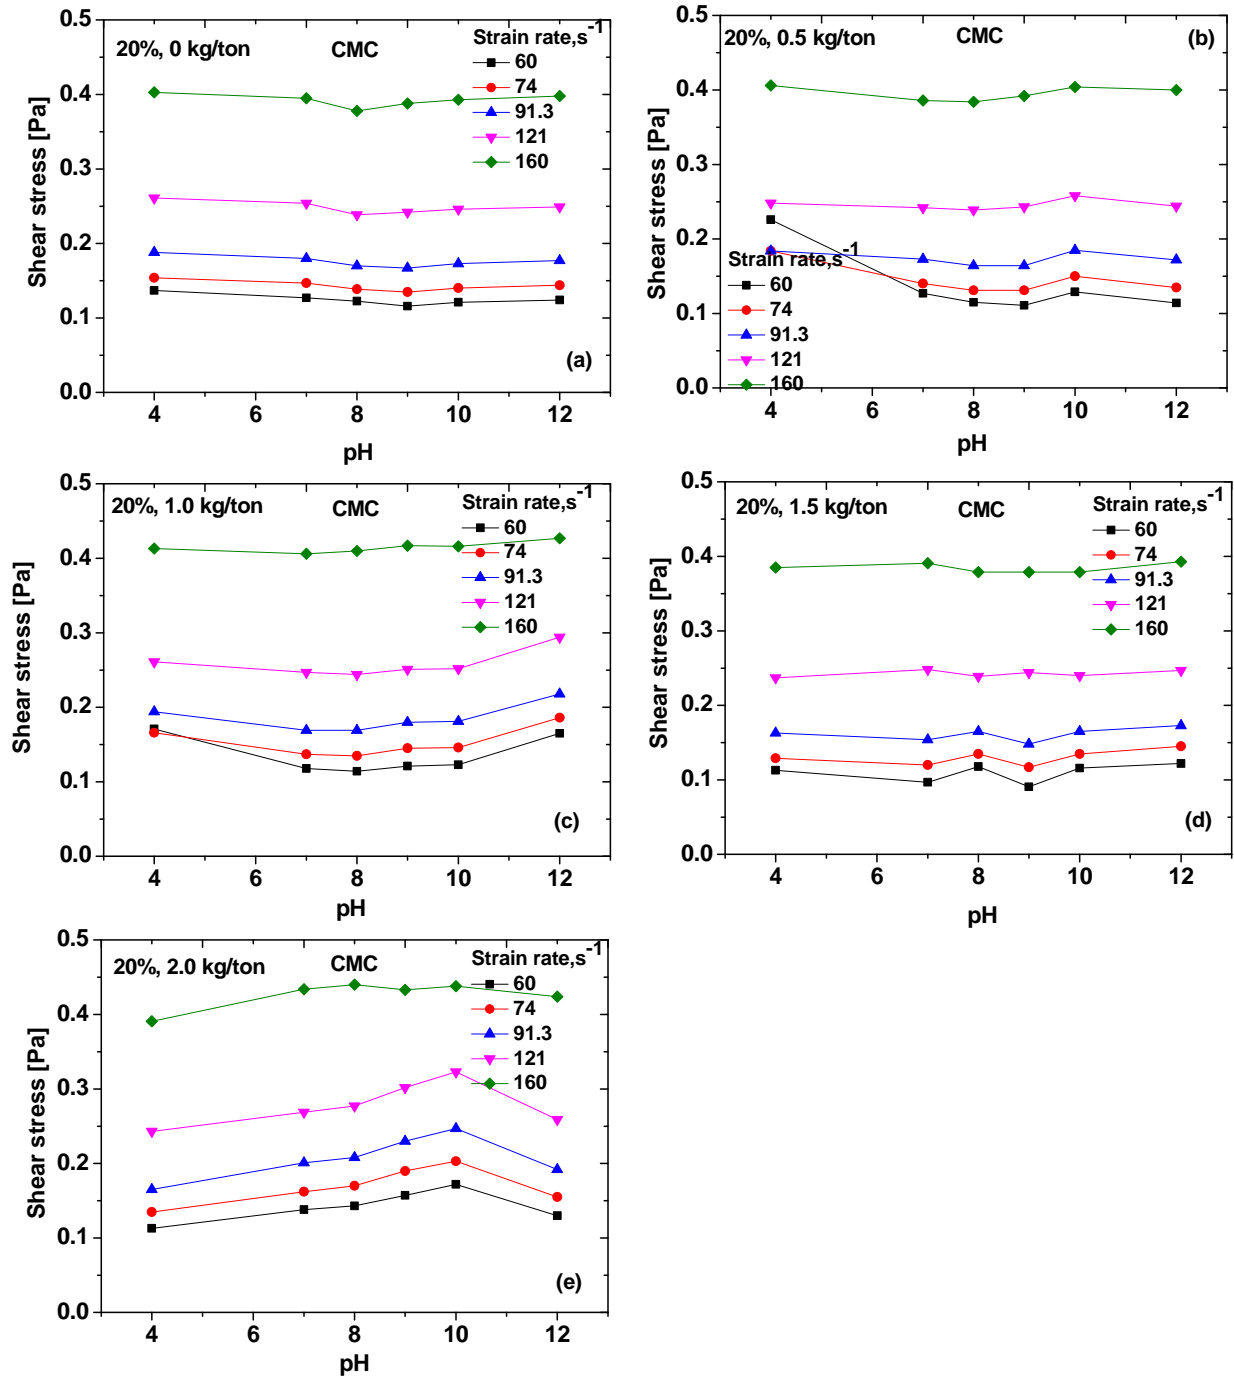 20%, 0 kg/ton
CMC
Strain rate,s-1
60
74
91.3
121
160
(a)
0.5
0.4
0.3
0.2
0.1
0.0
Shear stress [Pa]
4 6 8 10 12
pH
20%, 0.5 kg/ton
CMC
(b)
Strain rate,s-1
60
74
91.3
121
160
0.5
0.4
0.3
0.2
0.1
0.0
Shear stress [Pa]
4 6 8 10 12
pH
20%, 1.0 kg/ton
CMC
Strain rate,s-1
60
74
91.3
121
160
(c)
0.5
0.4
0.3
0.2
0.1
0.0
Shear stress [Pa]
4 6 8 10 12
pH
20%, 1.5 kg/ton
CMC
Strain rate,s-1
60
74
91.3
121
160
(d)
0.5
0.4
0.3
0.2
0.1
0.0
Shear stress [Pa]
4 6 8 10 12
pH
20%, 2.0 kg/ton
CMC
Strain rate,s-1
60
74
91.3
121
160
(e)
0.5
0.4
0.3
0.2
0.1
0.0
Shear stress [Pa]
4 6 8 10 12
pH